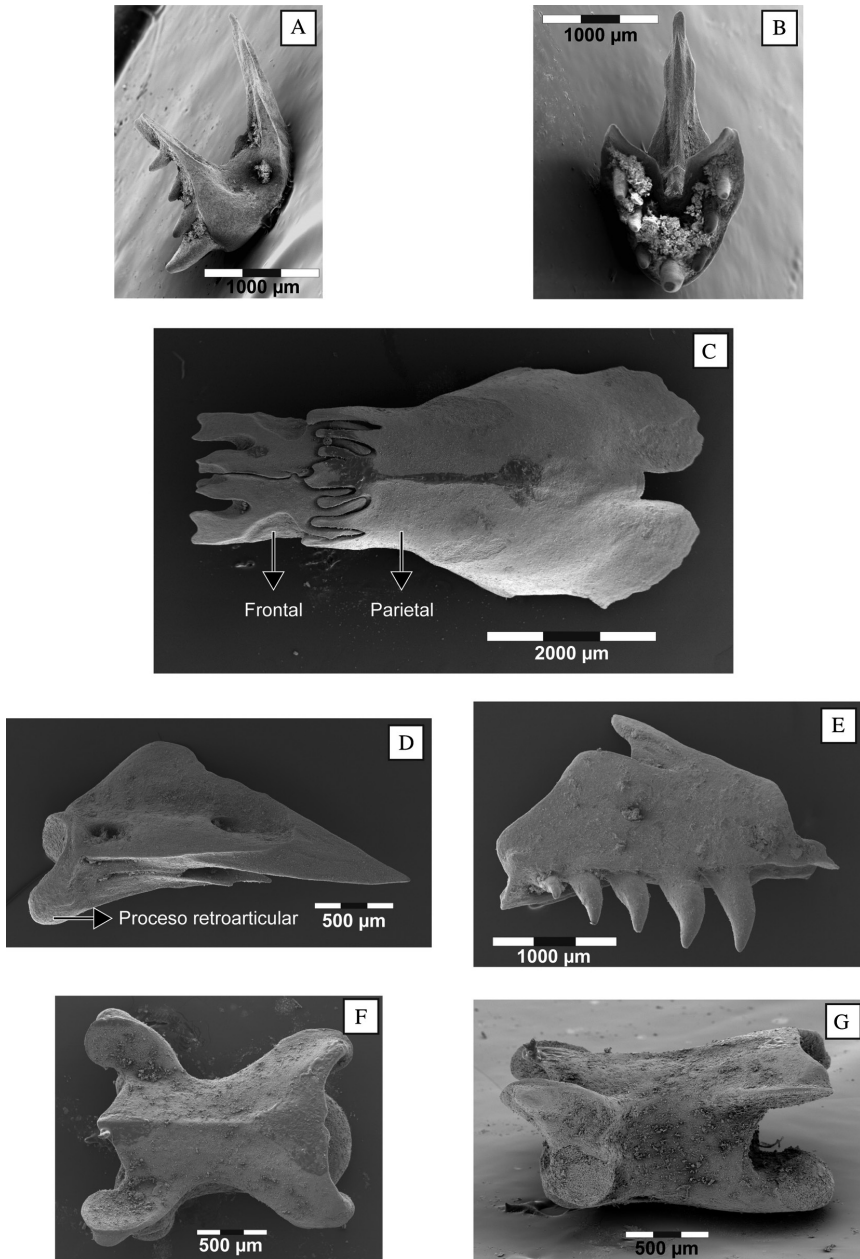 A
1000 µm
B
1000 µm
C
Frontal
Parietal
2000 µm
D
Proceso retroarticular
500 µm
E
1000 µm
F
500 µm
G
500 µm